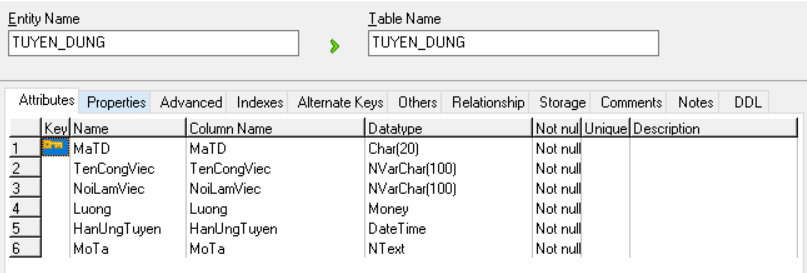 Entity Name Table Name
TUYEN_DUNG TUYEN_DUNG
Attributes Properties Advanced Indexes Alternate Keys Others Relationship Storage Comments Notes DDL
Key Name Column Name Datatype Not nul Unique Description
1 MaTD MaTD Char(20) Not null
2 TenCongViec TenCongViec NVarChar(100) Not null
3 NoiLamViec NoiLamViec NVarChar(100) Not null
4 Luong Luong Money Not null
5 HanUngTuyen HanUngTuyen DateTime Not null
6 MoTa MoTa NText Not null